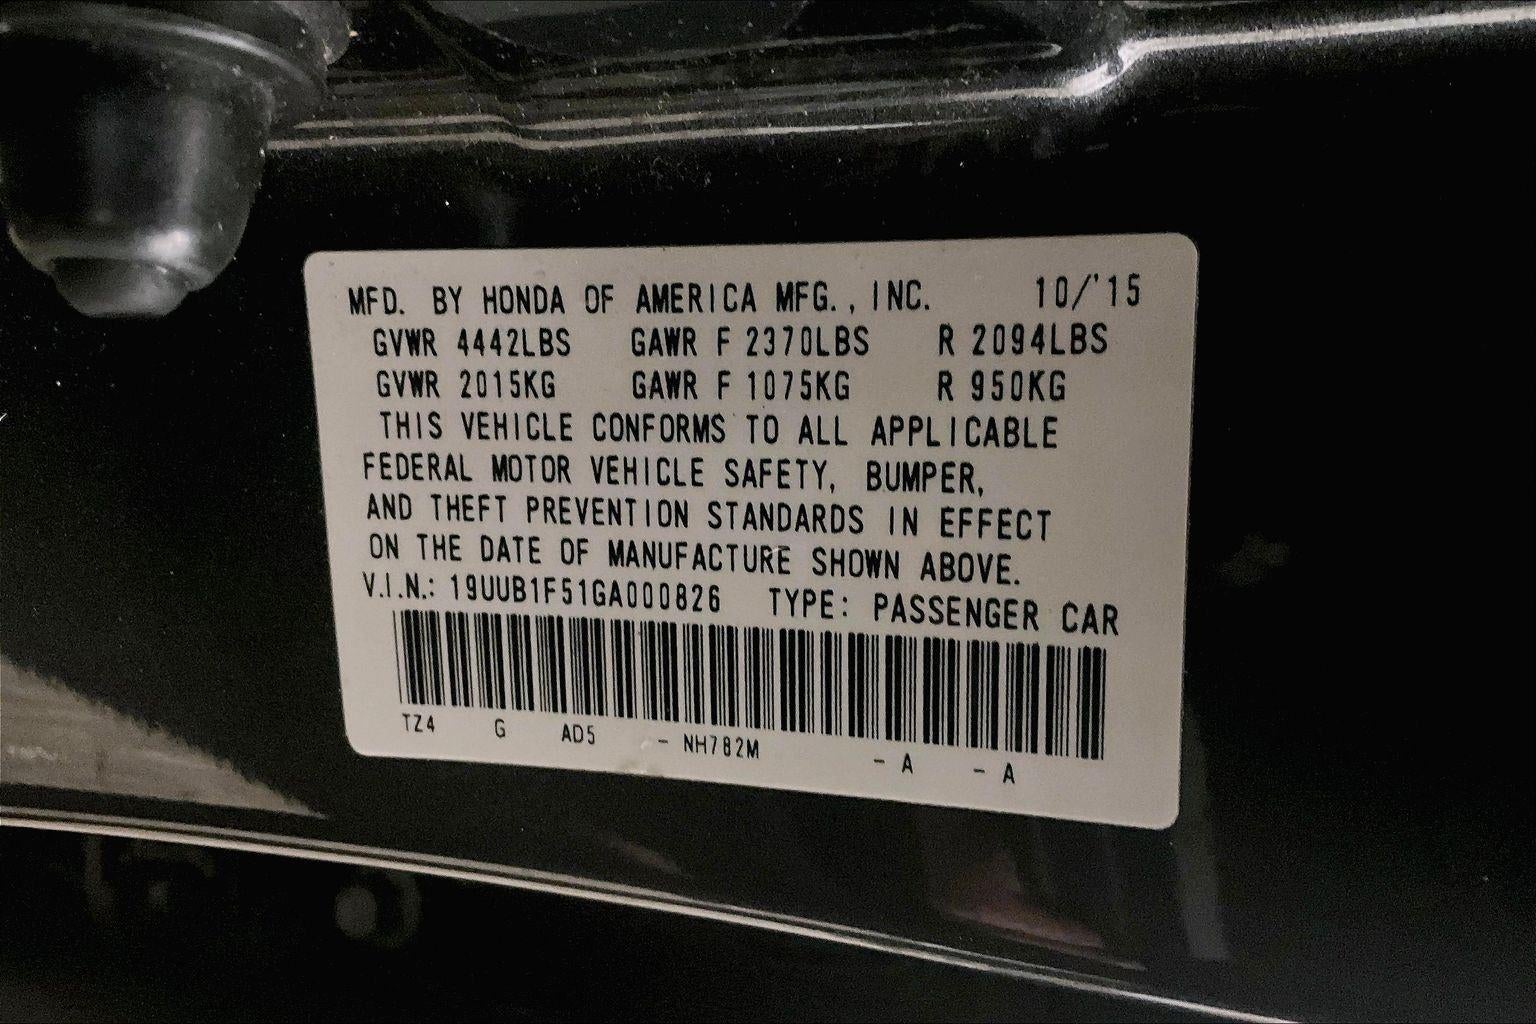 MFD. BY HONDA OF AMERICA MFG., INC. 10/'15
GVWR 4442LBS GAWR F 2370LBS R 2094LBS
GVWR 2015KG GAWR F 1075KG R 950KG
THIS VEHICLE CONFORMS TO ALL APPLICABLE
FEDERAL MOTOR VEHICLE SAFETY, BUMPER,
AND THEFT PREVENTION STANDARDS IN EFFECT
ON THE DATE OF MANUFACTURE SHOWN ABOVE.
V.I.N.: 19UUB1F51GA000826 TYPE: PASSENGER CAR
TZ4 G AD5 - NH782M - A - A